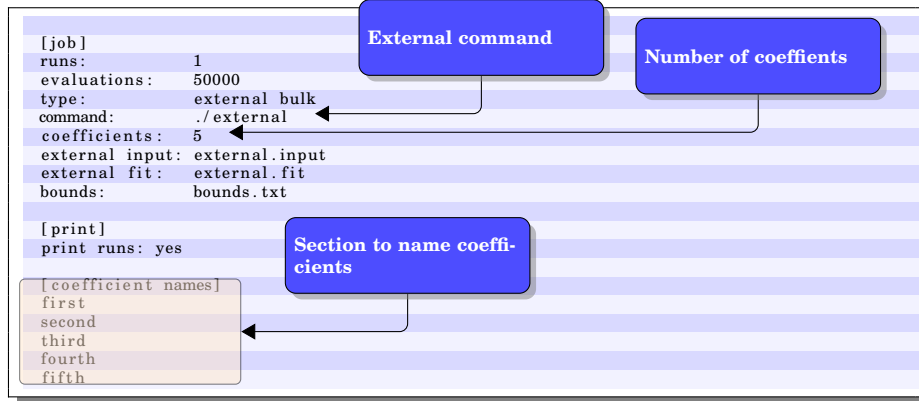 External command
Number of coeffients
[job]
runs: 1
evaluations: 50000
type: external bulk
command: ./external
coefficients: 5
external input: external.input
external fit: external.fit
bounds: bounds.txt
[print]
print runs: yes
Section to name coeffi-
cients
[coefficient names]
first
second
third
fourth
fifth